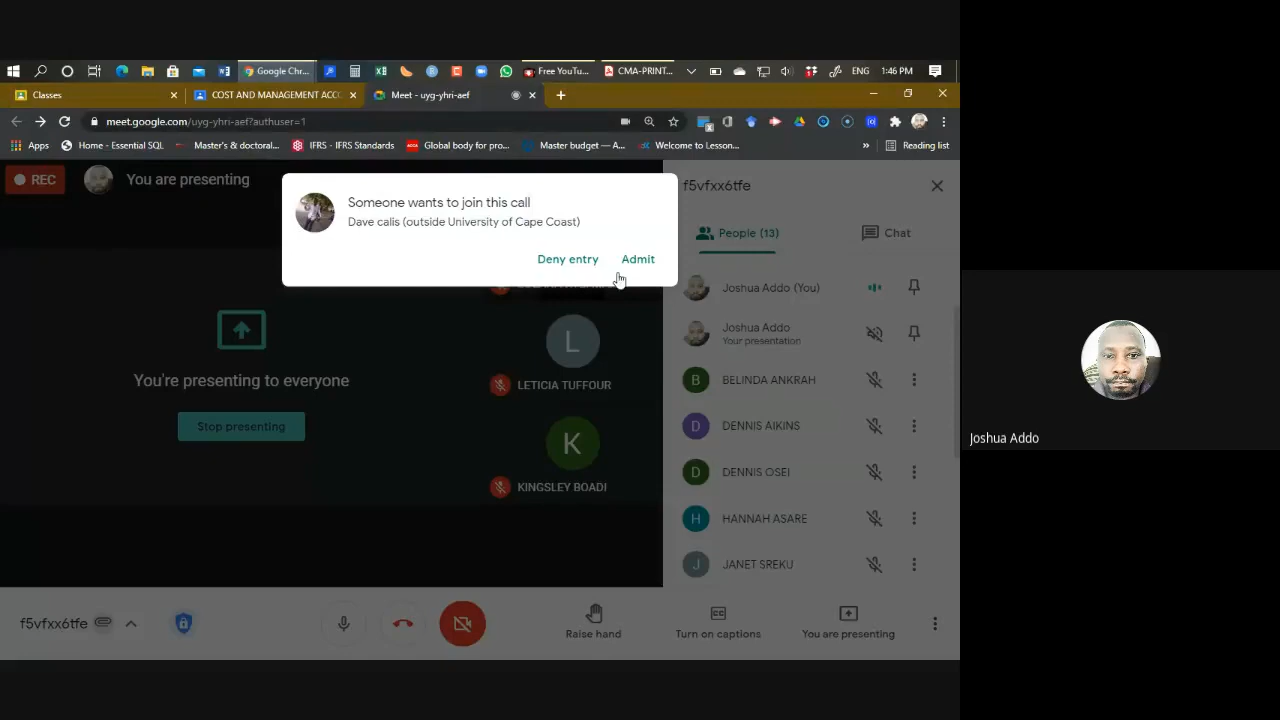 Google Chr...
Free YouTu...
CMA-PRINT...
ENG
1:46 PM
Classes
COST AND MANAGEMENT ACC
Meet - uyg-yhri-aef
meet.google.com/uyg-yhri-aef?authuser=1
Apps
Home - Essential SQL
Master's & doctoral...
IFRS - IFRS Standards
Global body for pro...
Master budget — A...
Welcome to Lesson...
»
Reading list
REC
You are presenting
Someone wants to join this call
Dave calis (outside University of Cape Coast)
Deny entry
Admit
f5vfxx6tfe
People (13)
Chat
Joshua Addo (You)
Joshua Addo
Your presentation
BELINDA ANKRAH
DENNIS AIKINS
DENNIS OSEI
HANNAH ASARE
JANET SREKU
B
D
D
H
J
You're presenting to everyone
Stop presenting
L
LETICIA TUFFOUR
K
KINGSLEY BOADI
f5vfxx6tfe
Raise hand
Turn on captions
You are presenting
Joshua Addo